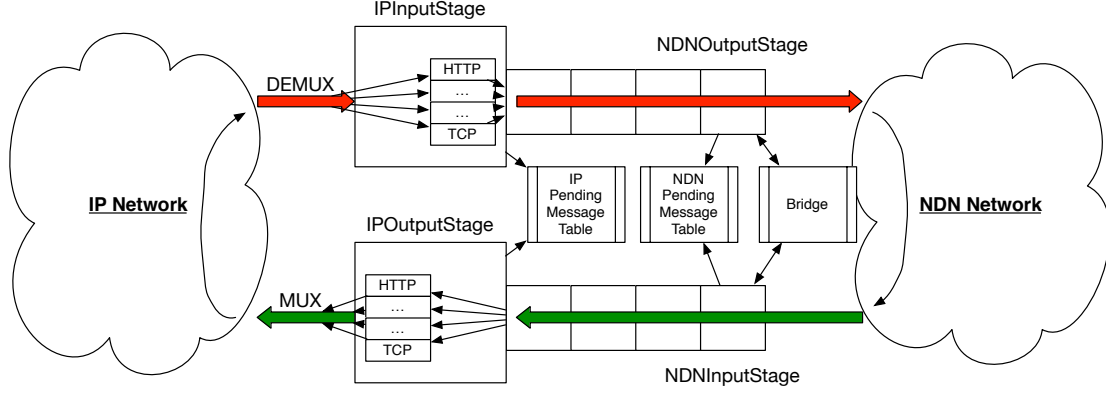 IPInputStage
NDNOutputStage
DEMUX
HTTP
...
...
TCP
IP Network
IP
Pending
Message
Table
NDN
Pending
Message
Table
Bridge
NDN Network
IPOutputStage
MUX
HTTP
...
...
TCP
NDNInputStage